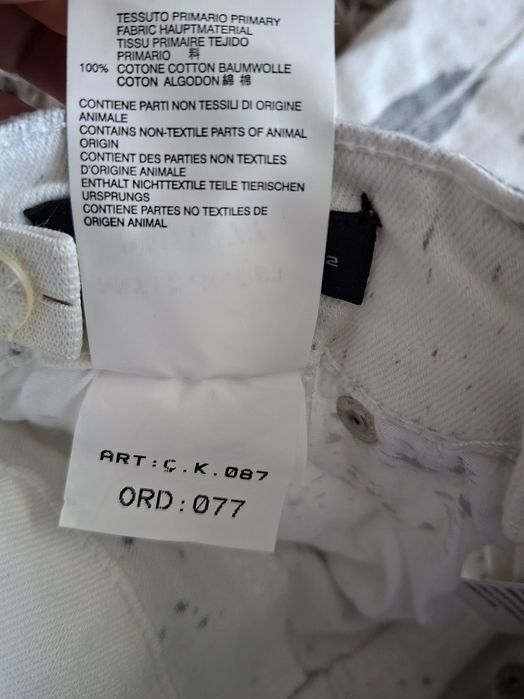 TESSUTO PRIMARIO PRIMARY
FABRIC HAUPTMATERIAL
TISSU PRIMAIRE TEJIDO
PRIMARIO 料
100% COTONE COTTON BAUMWOLLE
COTON ALGODON 綿 棉
CONTIENE PARTI NON TESSILI DI ORIGINE
ANIMALE
CONTAINS NON-TEXTILE PARTS OF ANIMAL
ORIGIN
CONTIENT DES PARTIES NON TEXTILES
D'ORIGINE ANIMALE
ENTHALT NICHTTEXTILE TEILE TIERISCHEN
URSPRUNGS
CONTIENE PARTES NO TEXTILES DE
ORIGEN ANIMAL
2
ART:C.K.087
ORD:077